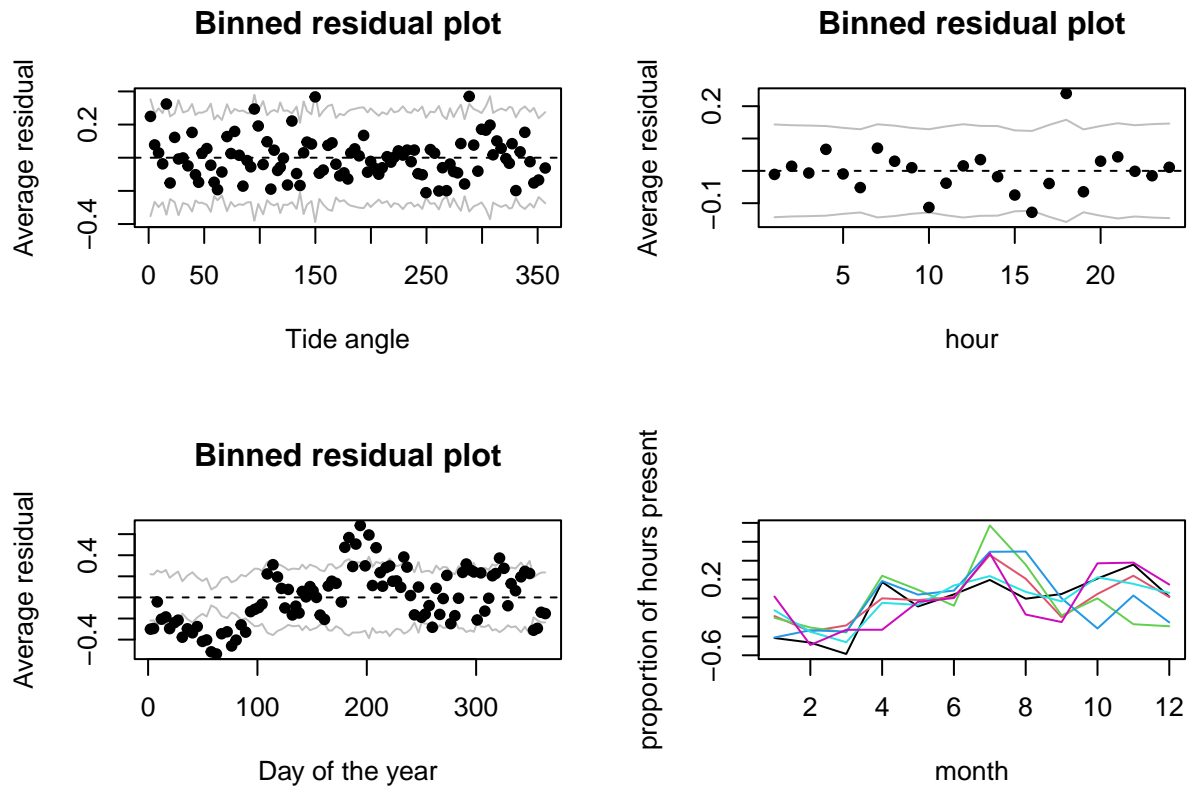 Binned residual plot
Average residual
0.2
−0.4
0 50 150 250 350
Tide angle
Binned residual plot
Average residual
0.2
−0.1
5 10 15 20
hour
Binned residual plot
Average residual
0.4
−0.4
0 100 200 300
Day of the year
proportion of hours present
0.2
−0.6
2 4 6 8 10 12
month